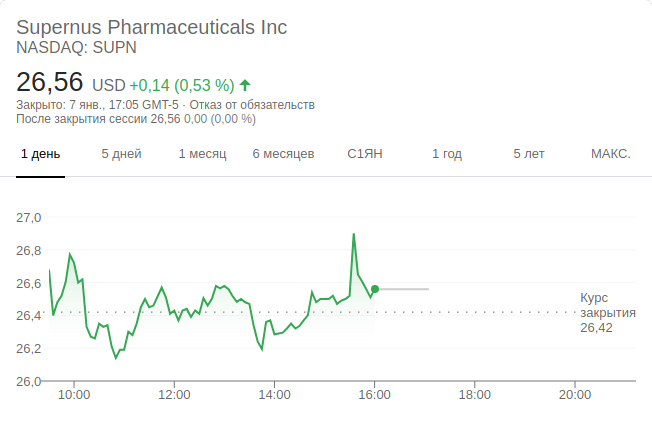 Supernus Pharmaceuticals Inc
NASDAQ: SUPN
26,56 USD +0,14 (0,53 %)
Закрыто: 7 янв., 17:05 GMT-5 · Отказ от обязательств
После закрытия сессии 26,56 0,00 (0,00 %)
1 день 5 дней 1 месяц 6 месяцев С1ЯН 1 год 5 лет МАКС.
27,0
26,8
26,6
26,4
26,2
26,0
Курс
закрытия
26,42
10:00 12:00 14:00 16:00 18:00 20:00